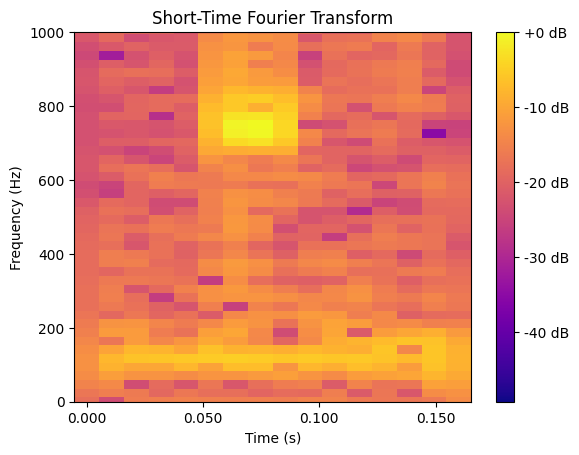 Short-Time Fourier Transform
1000
800
600
400
200
0
Frequency (Hz)
0.000
0.050
0.100
0.150
Time (s)
+0 dB
-10 dB
-20 dB
-30 dB
-40 dB